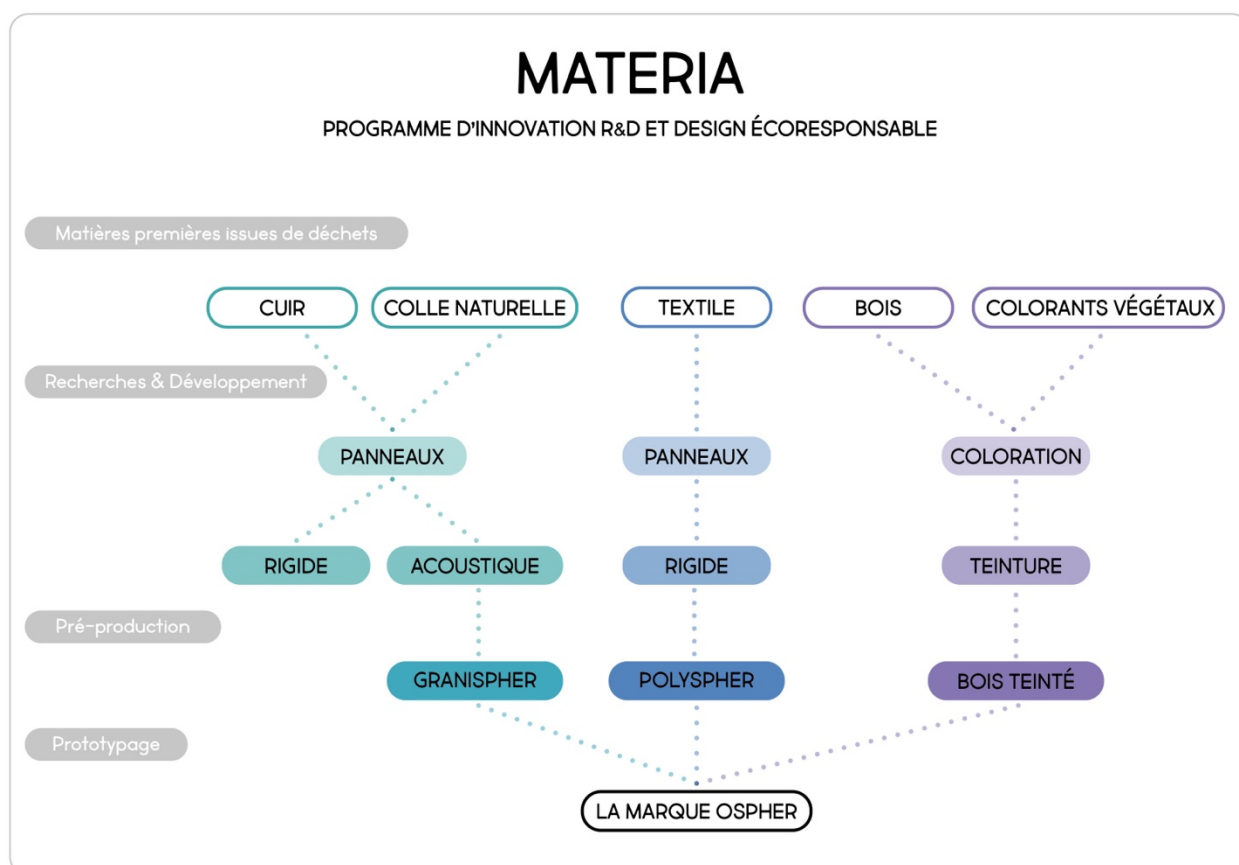 MATERIA
PROGRAMME D'INNOVATION R&D ET DESIGN ÉCORESPONSABLE
Matières premières issues de déchets
CUIR
COLLE NATURELLE
TEXTILE
BOIS
COLORANTS VÉGÉTAUX
Recherches & Développement
PANNEAUX
PANNEAUX
COLORATION
RIGIDE
ACOUSTIQUE
RIGIDE
TEINTURE
Pré-production
GRANISPHER
POLYSPHER
BOIS TEINTÉ
Prototypage
LA MARQUE OSPHER